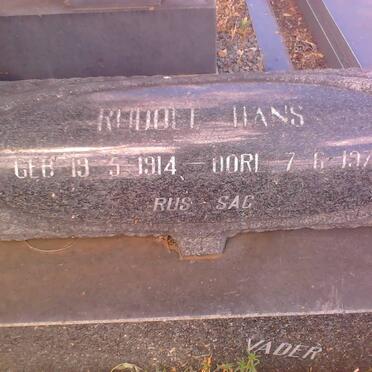 RUDOLF HANS
GEB 19 5 1914 - OORL 7 6 197
RUS SAG
VADER